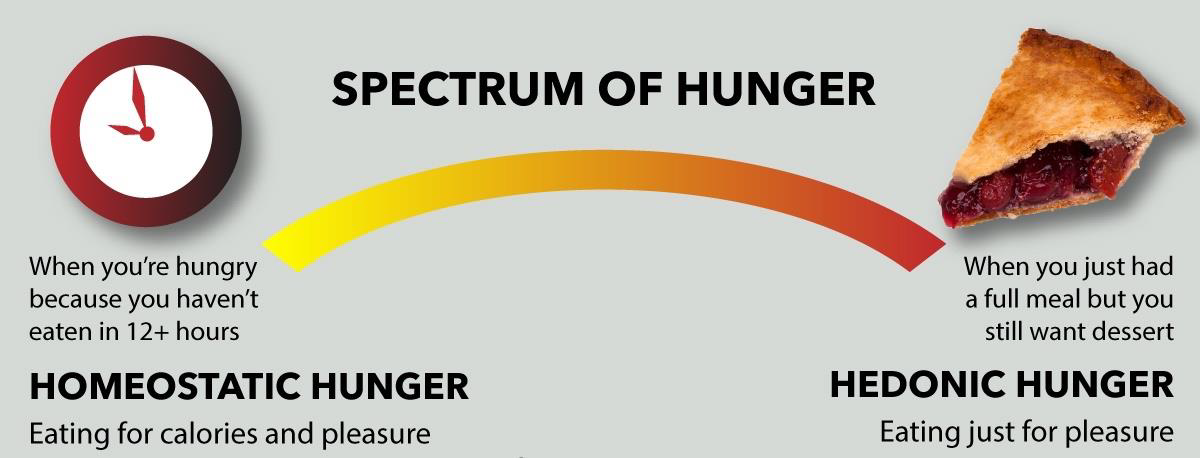 SPECTRUM OF HUNGER
When you're hungry
because you haven't
eaten in 12+ hours
HOMEOSTATIC HUNGER
Eating for calories and pleasure
When you just had
a full meal but you
still want dessert
HEDONIC HUNGER
Eating just for pleasure